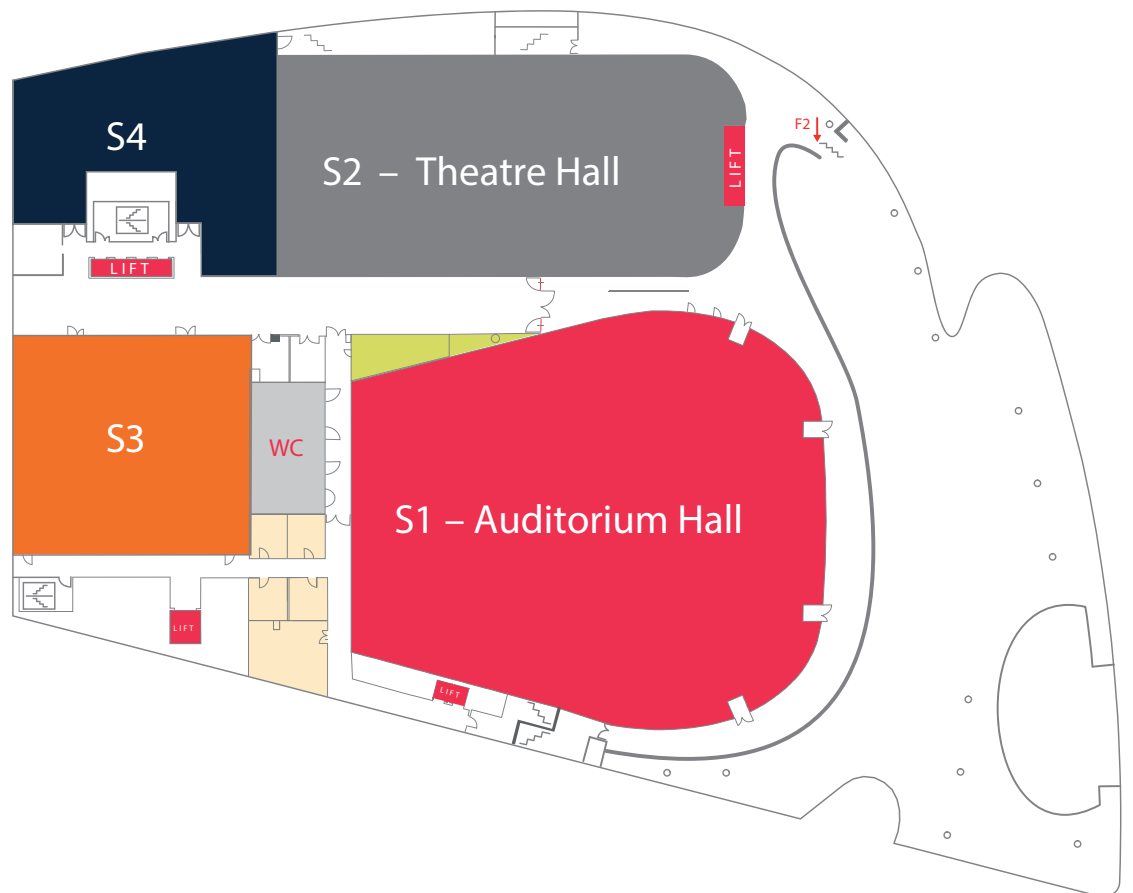 F2
S4
S2 – Theatre Hall
LIFT
LIFT
S3
WC
S1 – Auditorium Hall
LIFT
LIFT